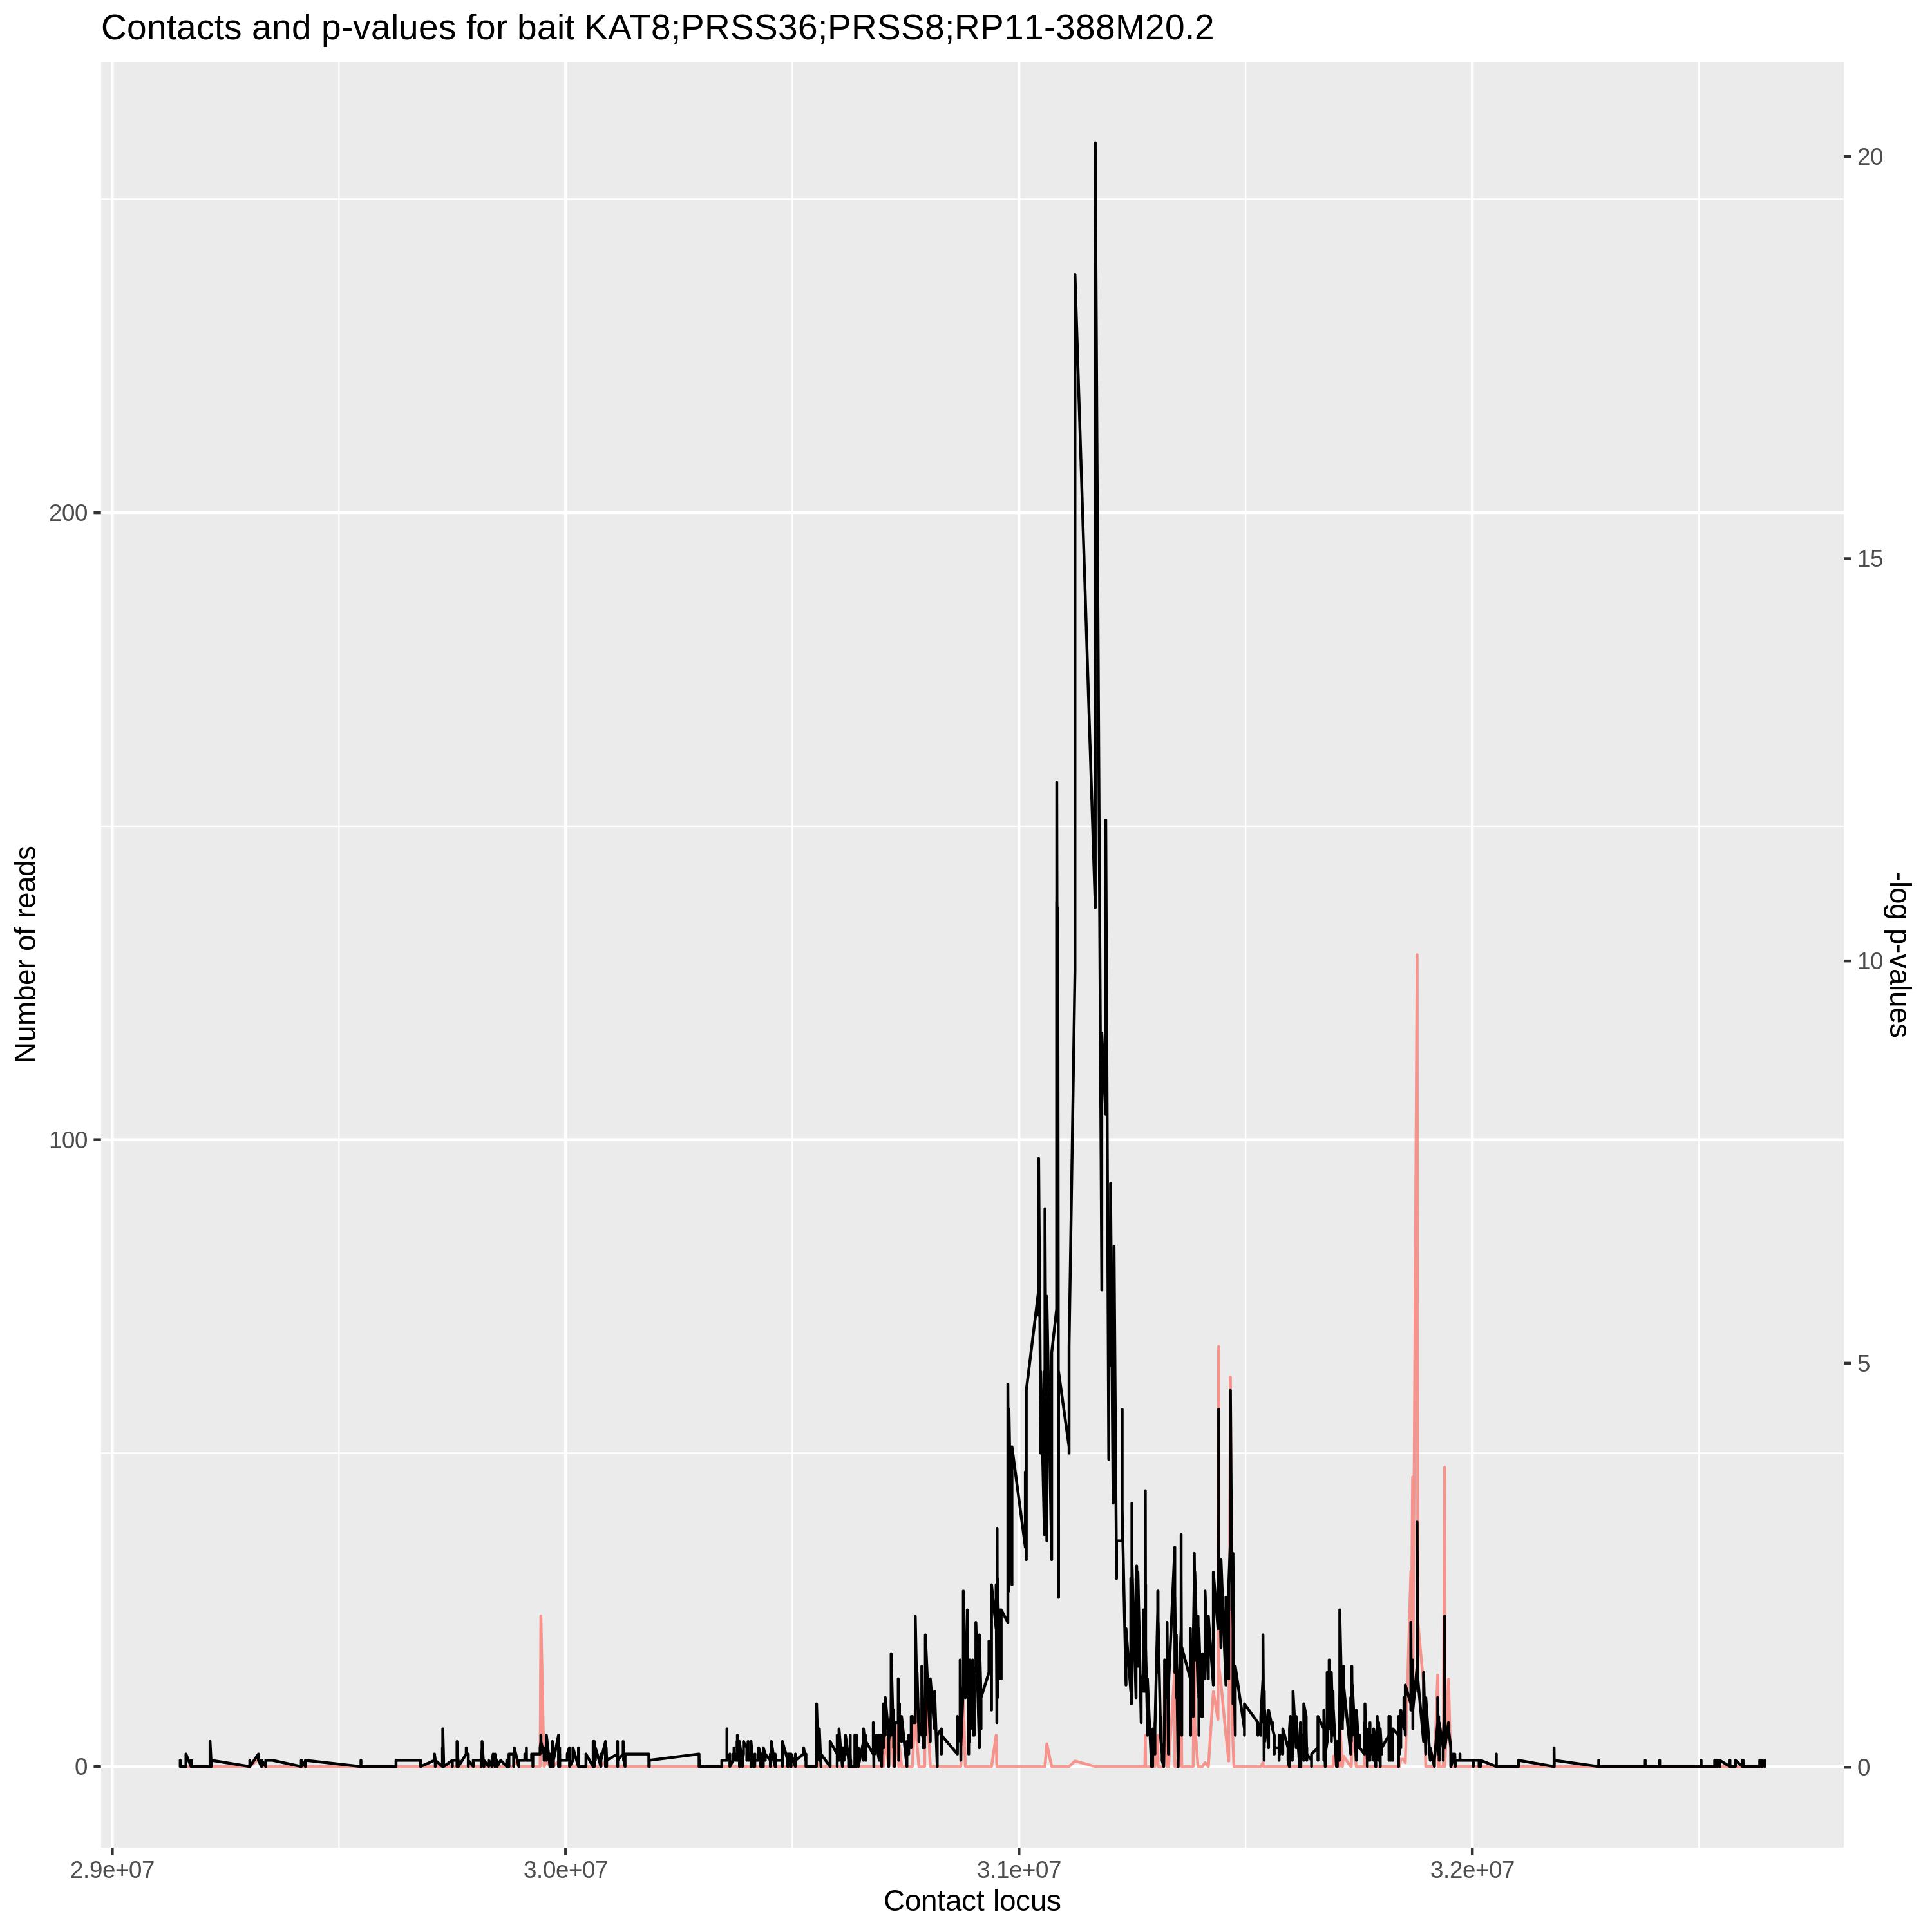 Contacts and p-values for bait KAT8;PRSS36;PRSS8;RP11-388M20.2
Number of reads
200
100
0
20
15
10
5
0
-log p-values
2.9e+07 3.0e+07 3.1e+07 3.2e+07
Contact locus